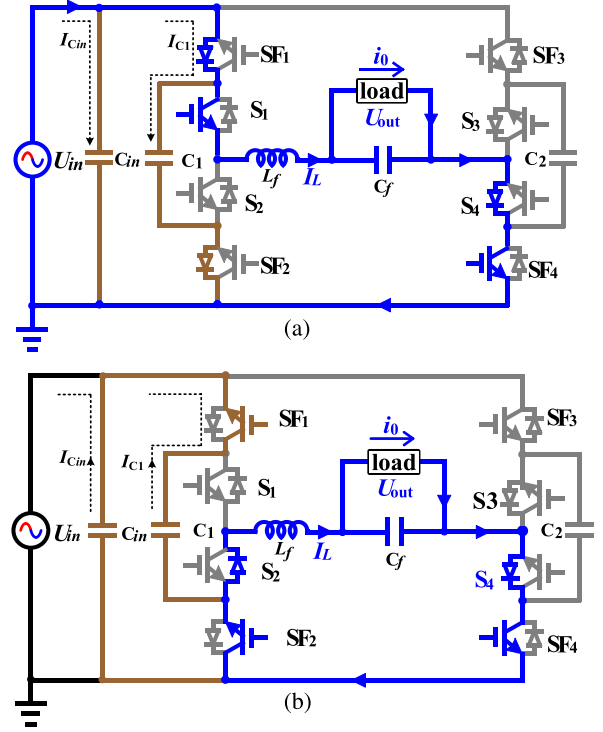 I_Cin I_C1 SF1 i0 SF3
load
S1 U_out S3
U_in C_in C1 L_f I_L C_f C2
S2 S4
SF2 SF4
(a)
I_Cin I_C1 SF1 i0 SF3
load
S1 U_out S3
U_in C_in C1 L_f I_L C_f C2
S2 S4
SF2 SF4
(b)